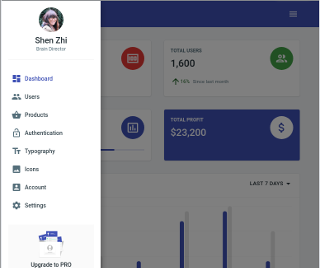 Shen Zhi
Brain Director
Dashboard
Users
Products
Authentication
Typography
Icons
Account
Settings
Upgrade to PRO
TOTAL USERS
1,600
16% Since last month
TOTAL PROFIT
$23,200
$
LAST 7 DAYS